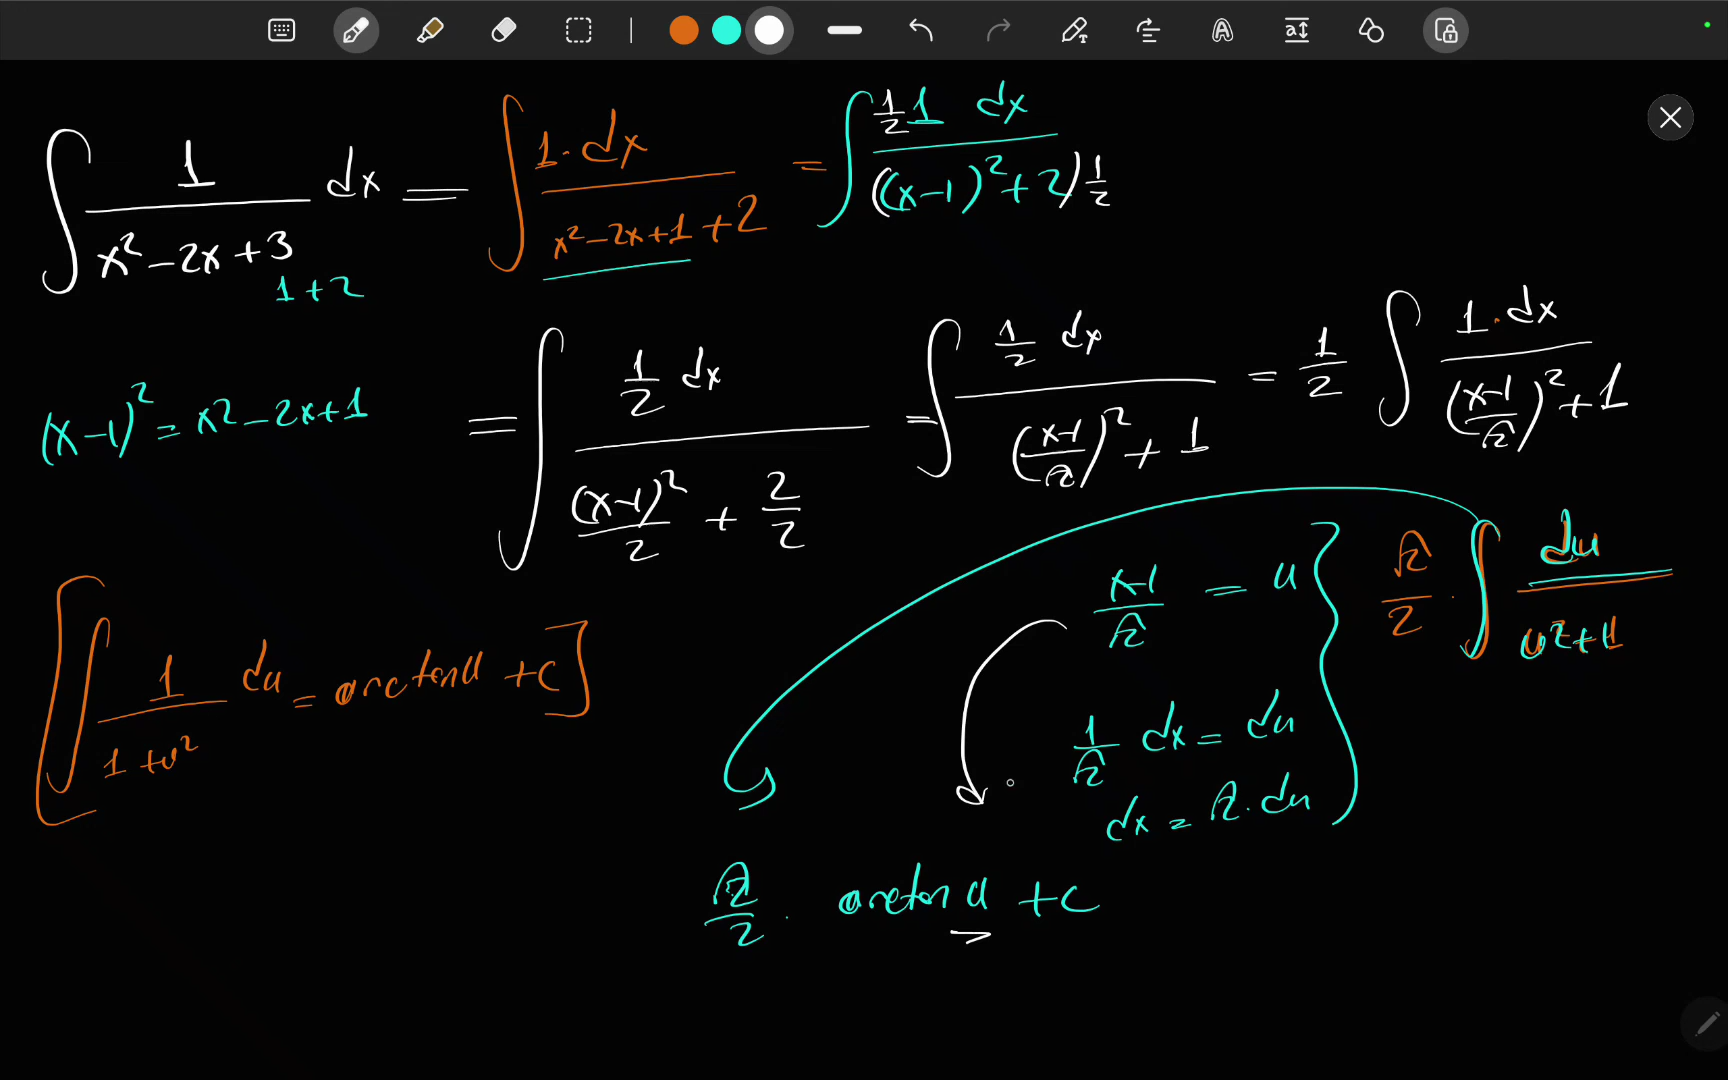 ∫ 1/(x² − 2x + 3) dx = ∫ 1·dx/(x² − 2x + 1 + 2) = ∫ (1/2) 1 dx/(((x−1)² + 2) 1/2)
1 + 2
(x−1)² = x² − 2x + 1
= ∫ (1/2 dx)/((x−1)²/2 + 2/2) = ∫ (1/2 dx)/(((x−1)/√2)² + 1) = 1/2 ∫ 1·dx/(((x−1)/√2)² + 1)
[∫ 1/(1+u²) du = arctan u + c]
(x−1)/√2 = u } √2/2 · ∫ du/(u² + 1)
1/√2 dx = du
dx = √2 · du
√2/2 · arctan u + c